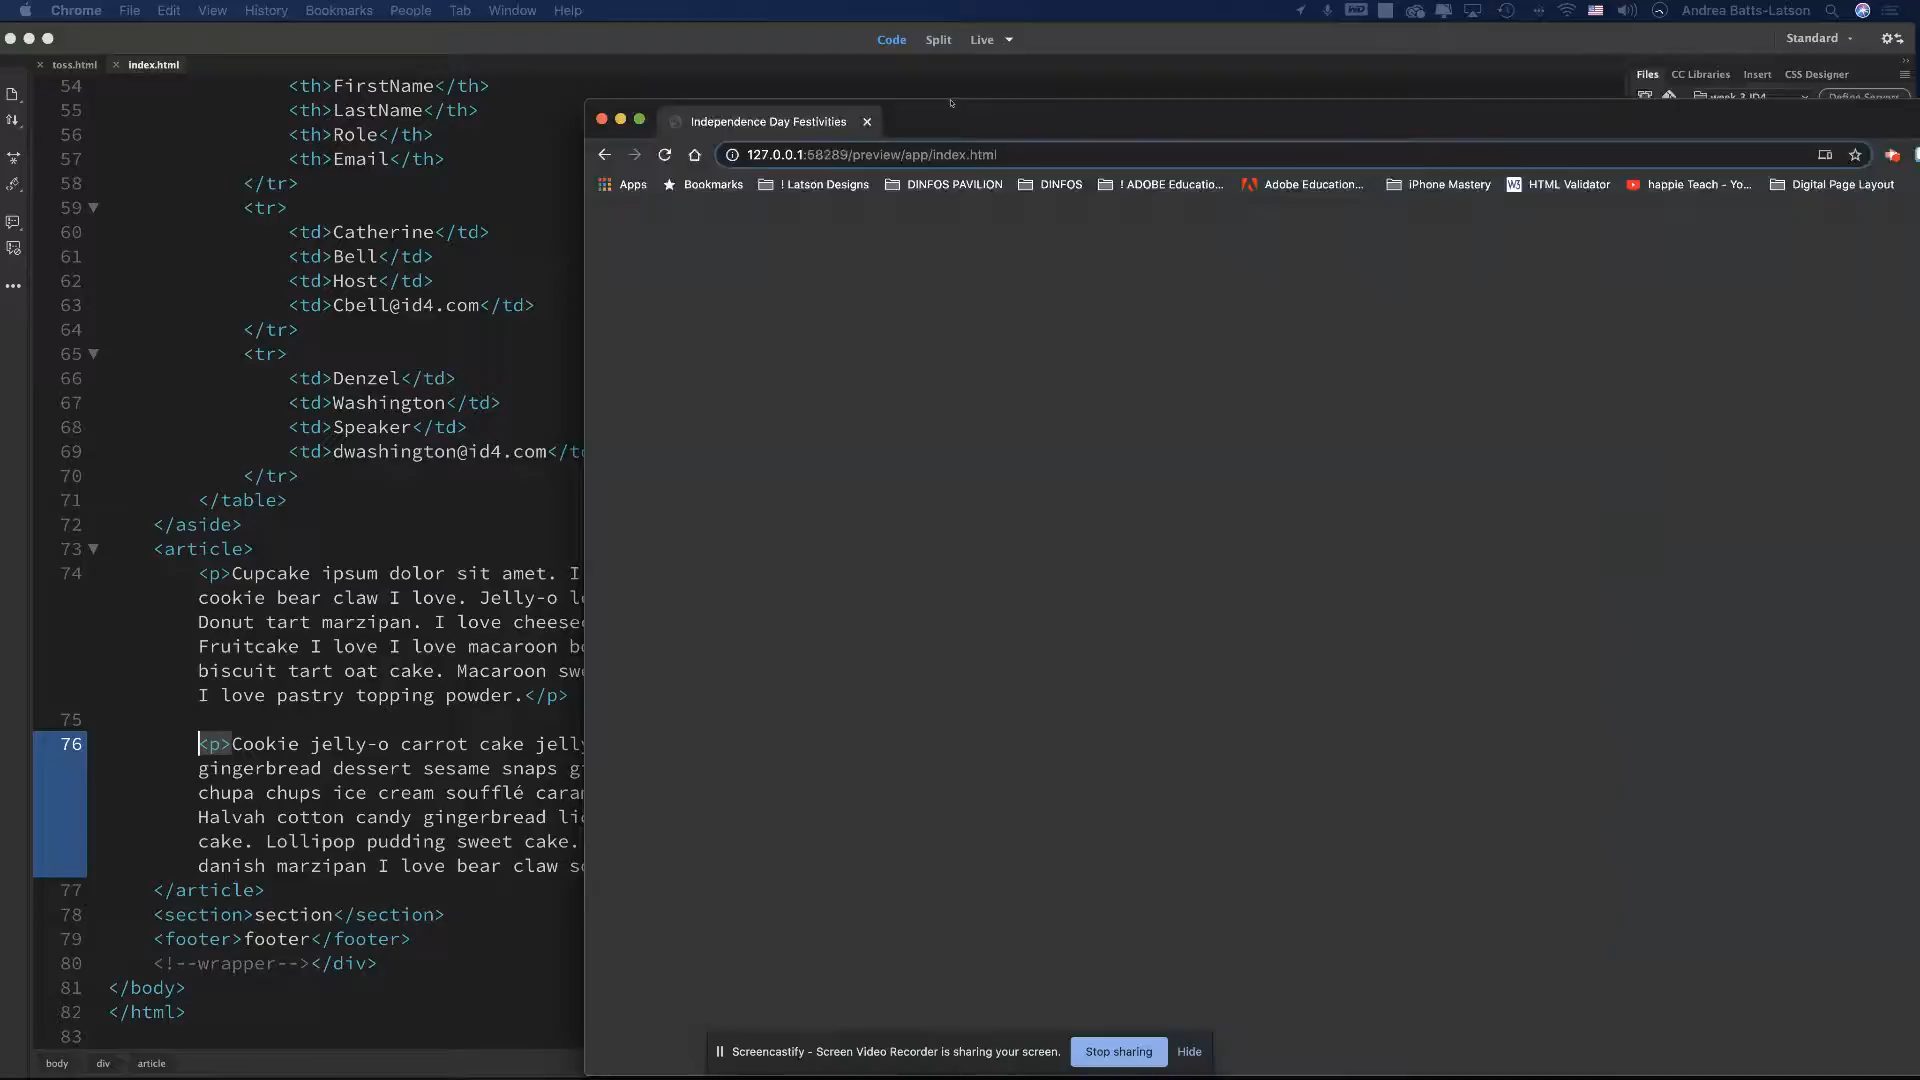 Chrome File Edit View History Bookmarks People Tab Window Help Andrea Batts-Latson
Code Split Live Standard
toss.html index.html
Files CC Libraries Insert CSS Designer
54 <th>FirstName</th>
55 <th>LastName</th>
56 <th>Role</th>
57 <th>Email</th>
58 </tr>
59 <tr>
60 <td>Catherine</td>
61 <td>Bell</td>
62 <td>Host</td>
63 <td>Cbell@id4.com</td>
64 </tr>
65 <tr>
66 <td>Denzel</td>
67 <td>Washington</td>
68 <td>Speaker</td>
69 <td>dwashington@id4.com</td
70 </tr>
71 </table>
72 </aside>
73 <article>
74 <p>Cupcake ipsum dolor sit amet. I
cookie bear claw I love. Jelly-o
Donut tart marzipan. I love
Fruitcake I love I love macaroon
biscuit tart oat cake. Macaroon
I love pastry topping powder.</p>
75
76 <p>Cookie jelly-o carrot cake
gingerbread dessert sesame snaps
chupa chups ice cream soufflé
Halvah cotton candy gingerbread
cake. Lollipop pudding sweet cake.
danish marzipan I love bear claw
77 </article>
78 <section>section</section>
79 <footer>footer</footer>
80 <!--wrapper--></div>
81 </body>
82 </html>
83
body div article
Independence Day Festivities
127.0.0.1:58289/preview/app/index.html
Apps Bookmarks ! Latson Designs DINFOS PAVILION DINFOS ! ADOBE Educatio... Adobe Education... iPhone Mastery HTML Validator happie Teach - Yo... Digital Page Layout
Screencastify - Screen Video Recorder is sharing your screen. Stop sharing Hide